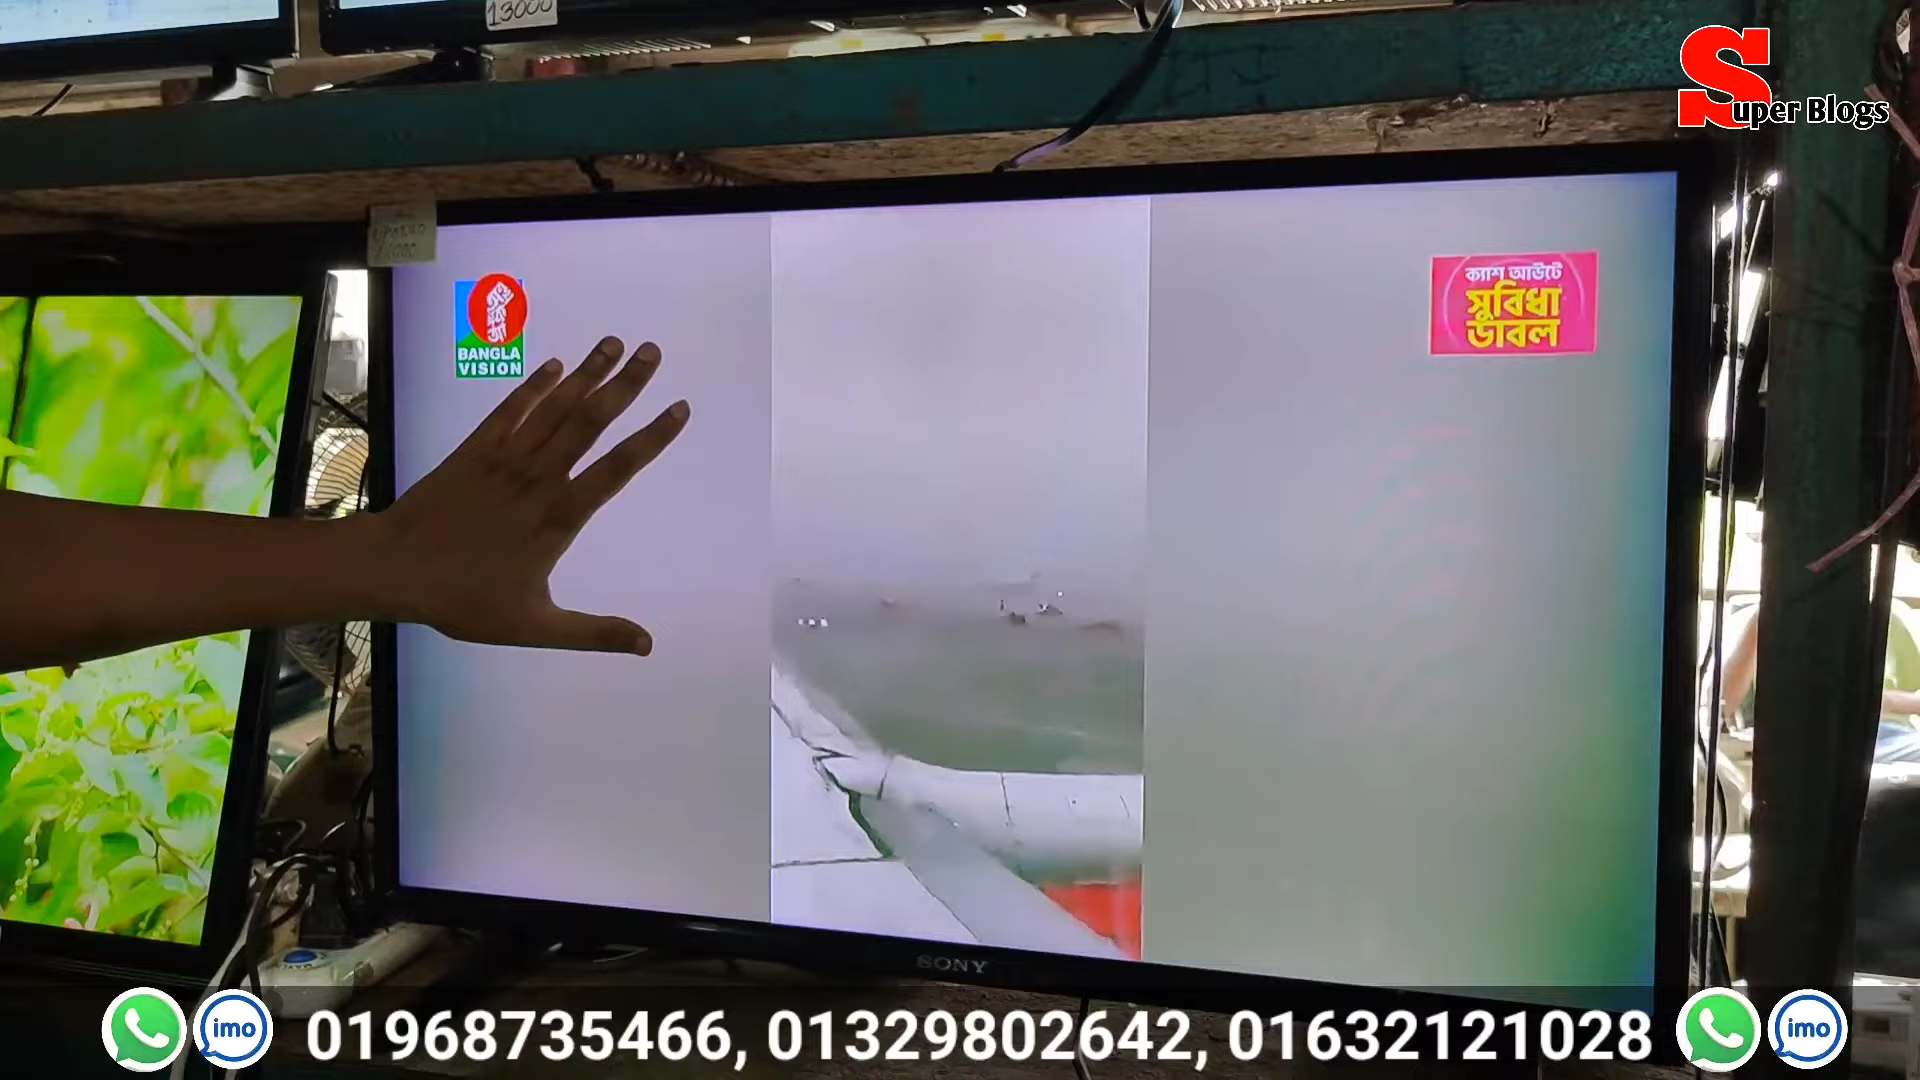 13000
Super Blogs
BANGLA
VISION
ক্যাশ আউটে
সুবিধা
ডাবল
SONY
imo
01968735466, 01329802642, 01632121028
imo